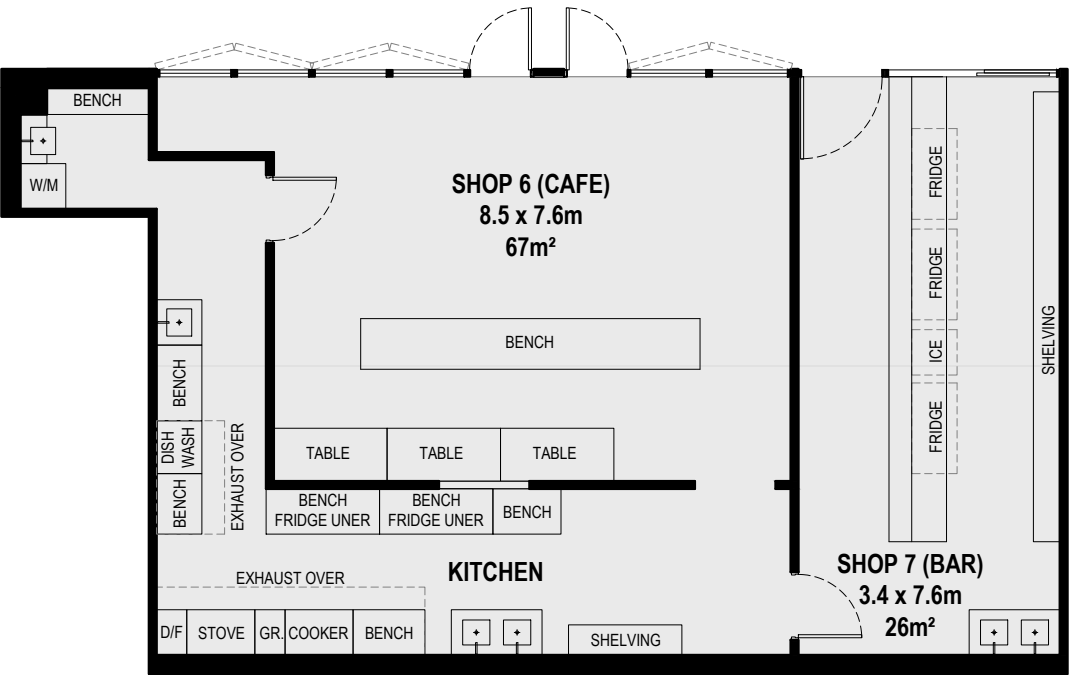 BENCH
W/M
SHOP 6 (CAFE)
8.5 x 7.6m
67m²
FRIDGE
FRIDGE
ICE
FRIDGE
SHELVING
BENCH
BENCH
DISH
WASH
BENCH
EXHAUST OVER
TABLE
TABLE
TABLE
BENCH
FRIDGE UNER
BENCH
FRIDGE UNER
BENCH
KITCHEN
EXHAUST OVER
D/F
STOVE
GR.
COOKER
BENCH
SHELVING
SHOP 7 (BAR)
3.4 x 7.6m
26m²